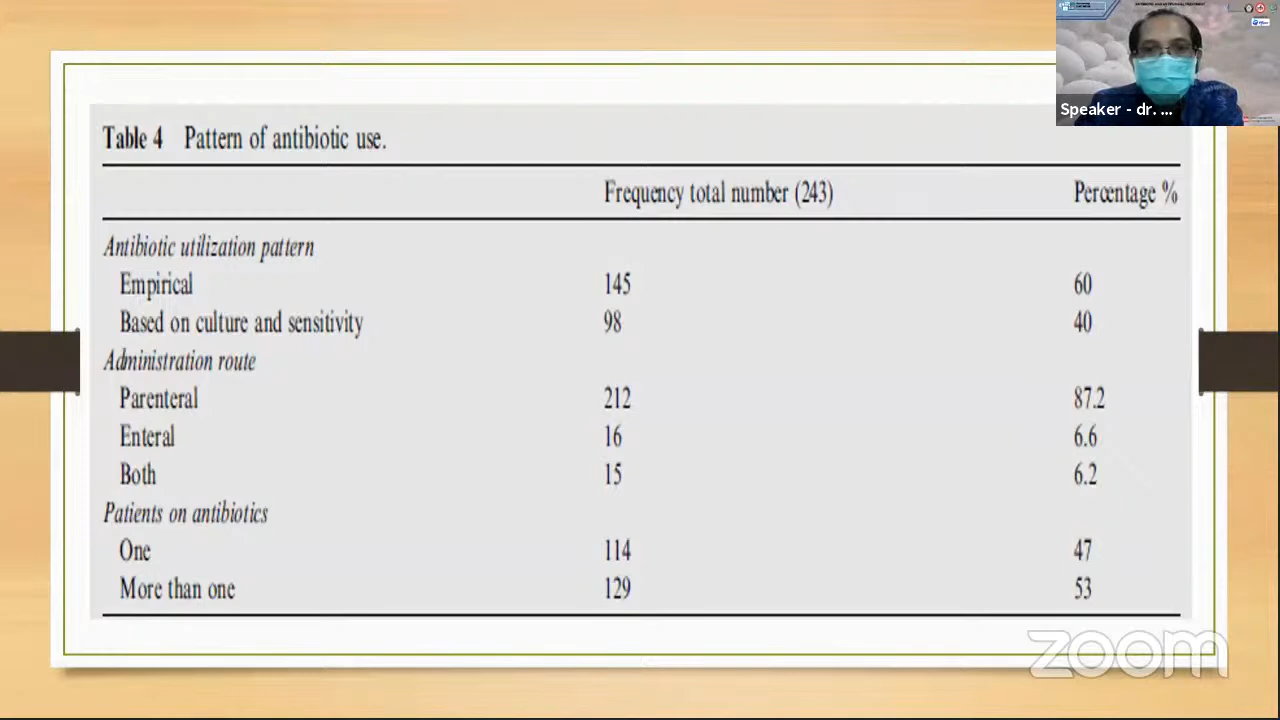 Table 4 Pattern of antibiotic use.
Frequency total number (243) Percentage %
Antibiotic utilization pattern
Empirical 145 60
Based on culture and sensitivity 98 40
Administration route
Parenteral 212 87.2
Enteral 16 6.6
Both 15 6.2
Patients on antibiotics
One 114 47
More than one 129 53
Speaker - dr. ...
zoom